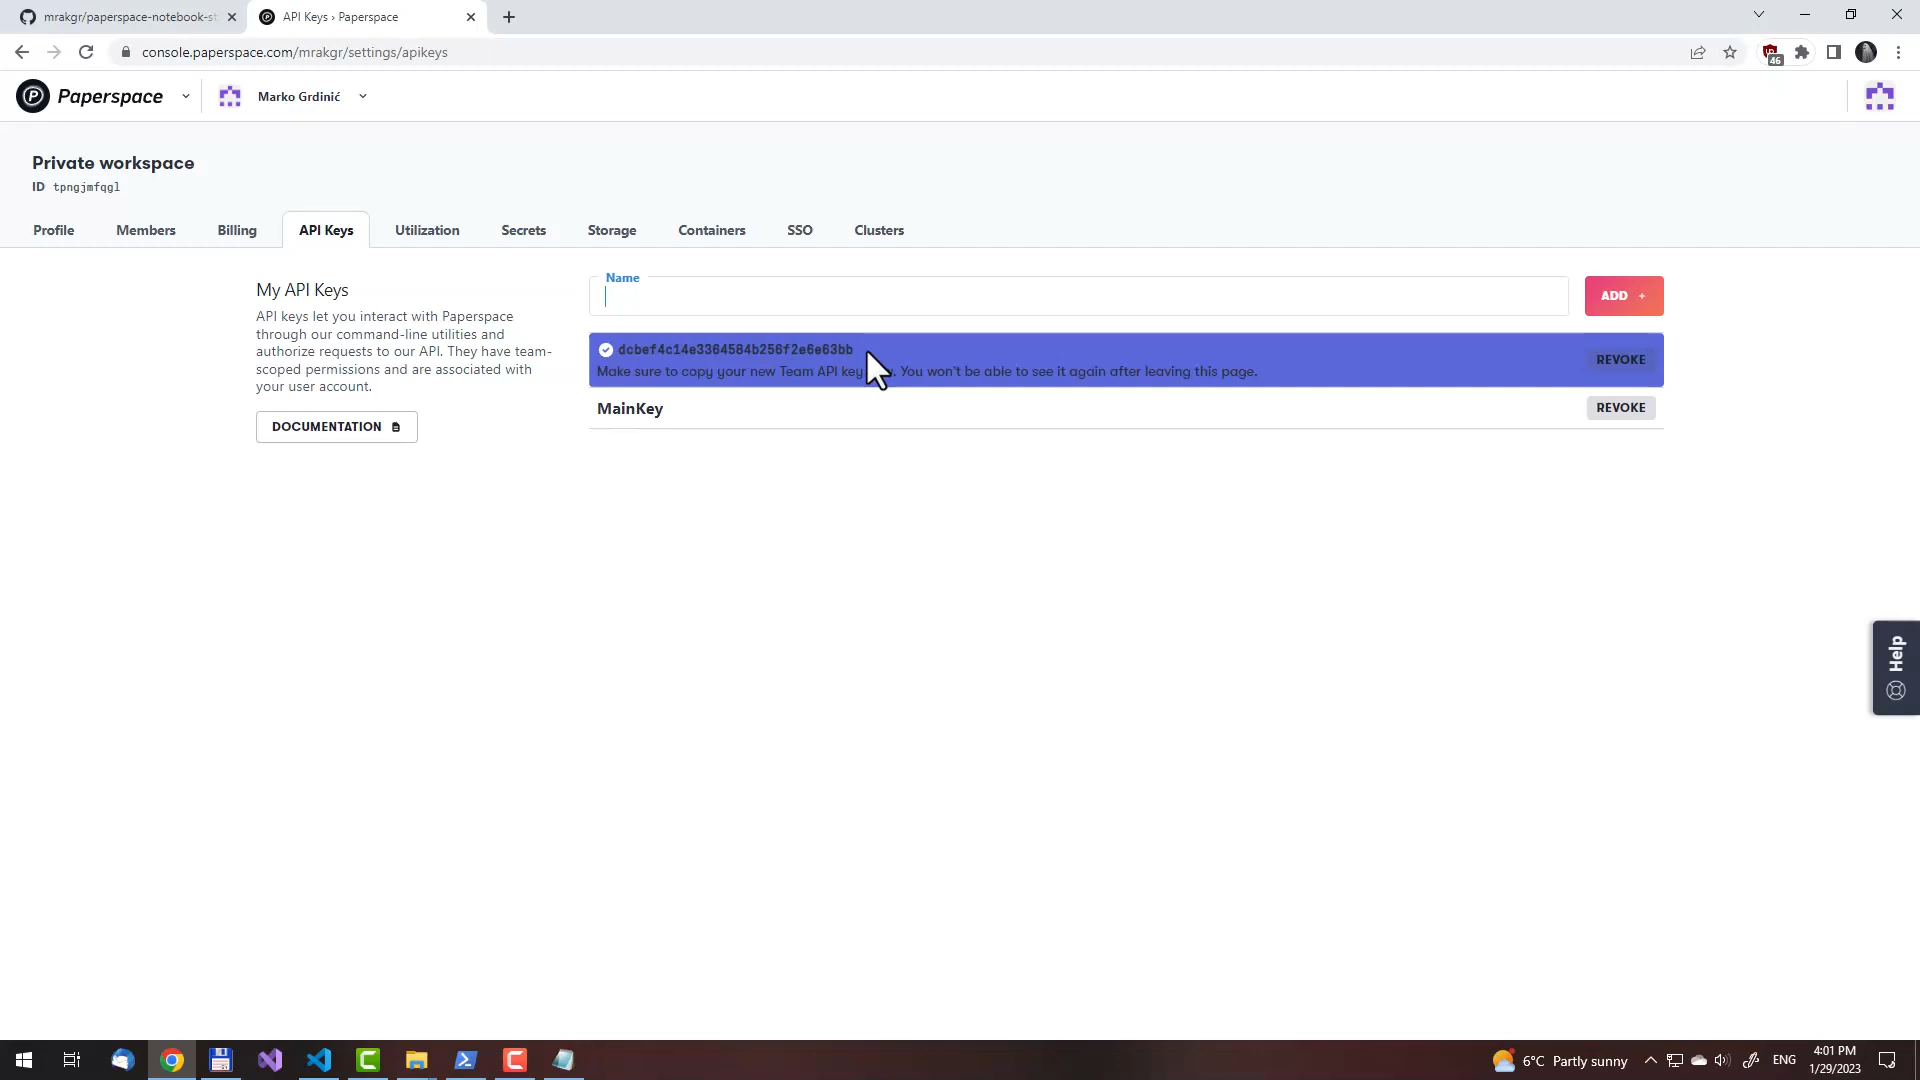 mrakgr/paperspace-notebook-st
API Keys › Paperspace
console.paperspace.com/mrakgr/settings/apikeys
46
Paperspace
Marko Grdinić
Private workspace
ID tpngjmfqgl
Profile
Members
Billing
API Keys
Utilization
Secrets
Storage
Containers
SSO
Clusters
My API Keys
API keys let you interact with Paperspace
through our command-line utilities and
authorize requests to our API. They have team-
scoped permissions and are associated with
your user account.
DOCUMENTATION
Name
ADD +
dcbef4c14e3364584b256f2e6e63bb
Make sure to copy your new Team API key. You won't be able to see it again after leaving this page.
REVOKE
MainKey
REVOKE
Help
6°C Partly sunny
ENG
4:01 PM
1/29/2023